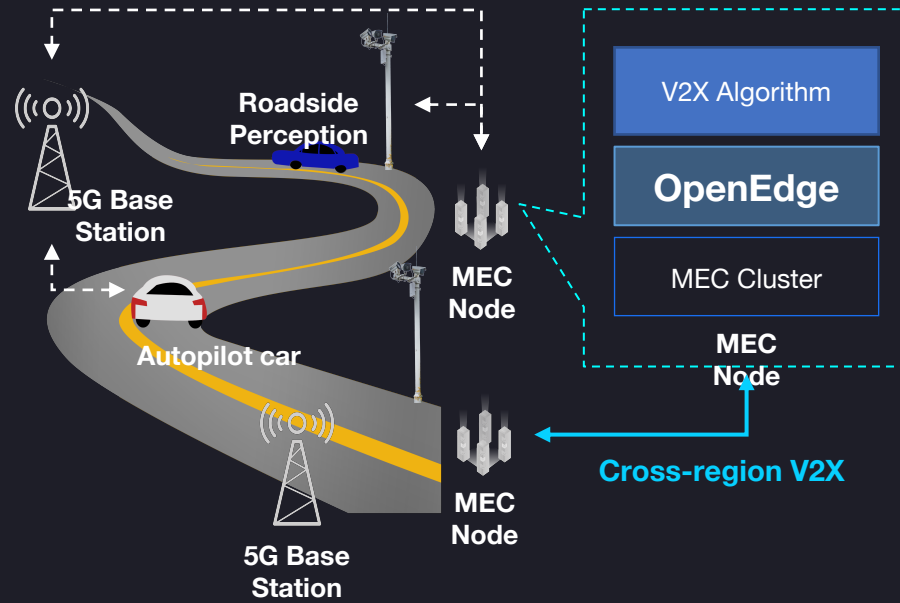 Roadside
Perception
5G Base
Station
Autopilot car
5G Base
Station
MEC
Node
MEC
Node
V2X Algorithm
OpenEdge
MEC Cluster
MEC
Node
Cross-region V2X